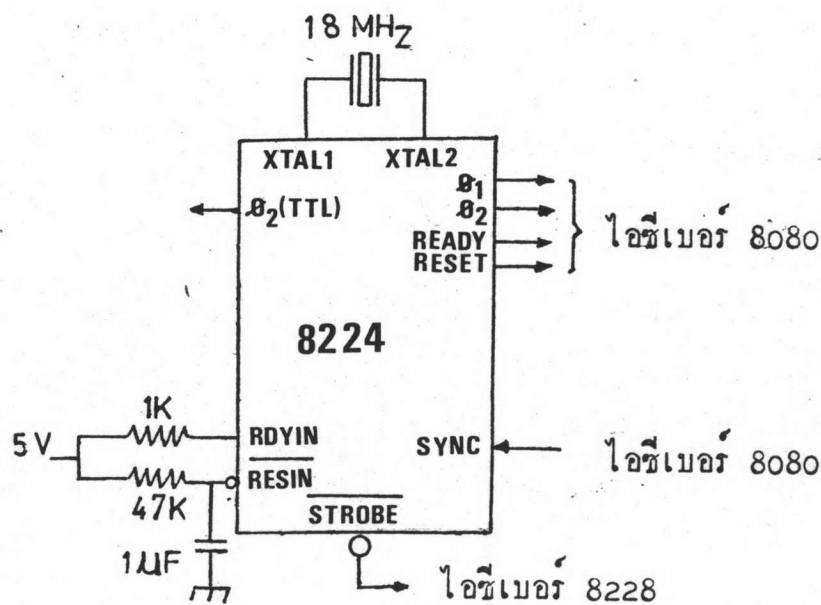 18 MHz
XTAL1 XTAL2
ø1
ø2(TTL) ø2 ไอซีเบอร์ 8080
READY
RESET
8224
1K
5 V RDYIN SYNC ไอซีเบอร์ 8080
RESIN
47K STROBE
1µF ไอซีเบอร์ 8228